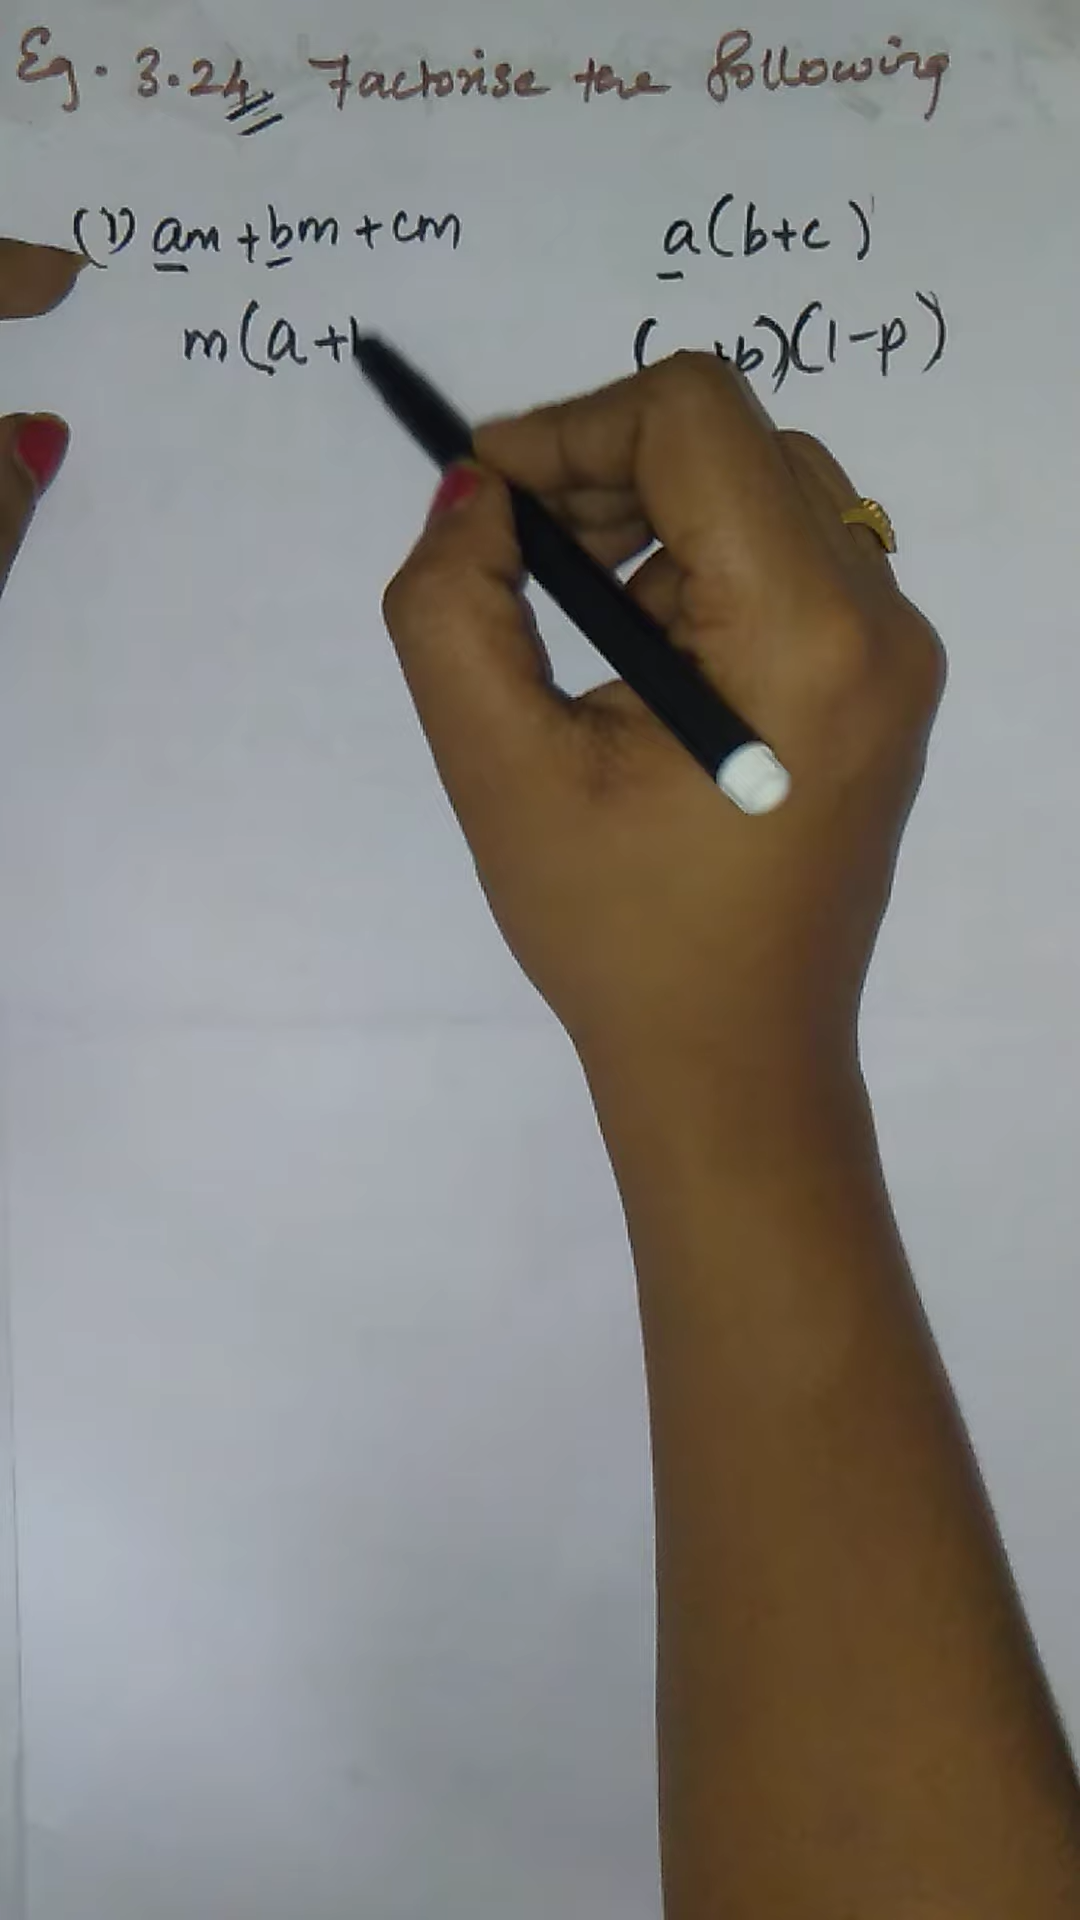 Eg. 3.24 Factorise the following
(1) am + bm + cm
a(b+c)
m(a +b
+b)(1-p)